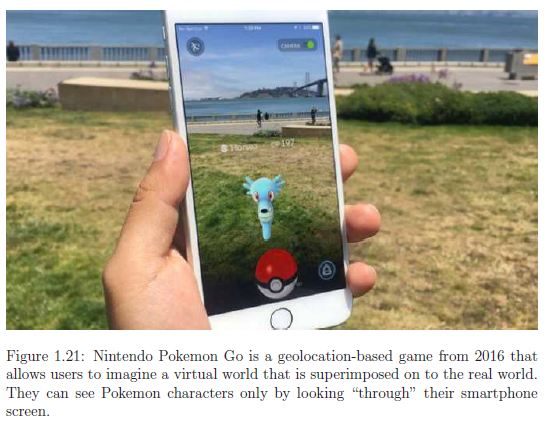 Horsea CP 197
Figure 1.21: Nintendo Pokemon Go is a geolocation-based game from 2016 that
allows users to imagine a virtual world that is superimposed on to the real world.
They can see Pokemon characters only by looking “through” their smartphone
screen.